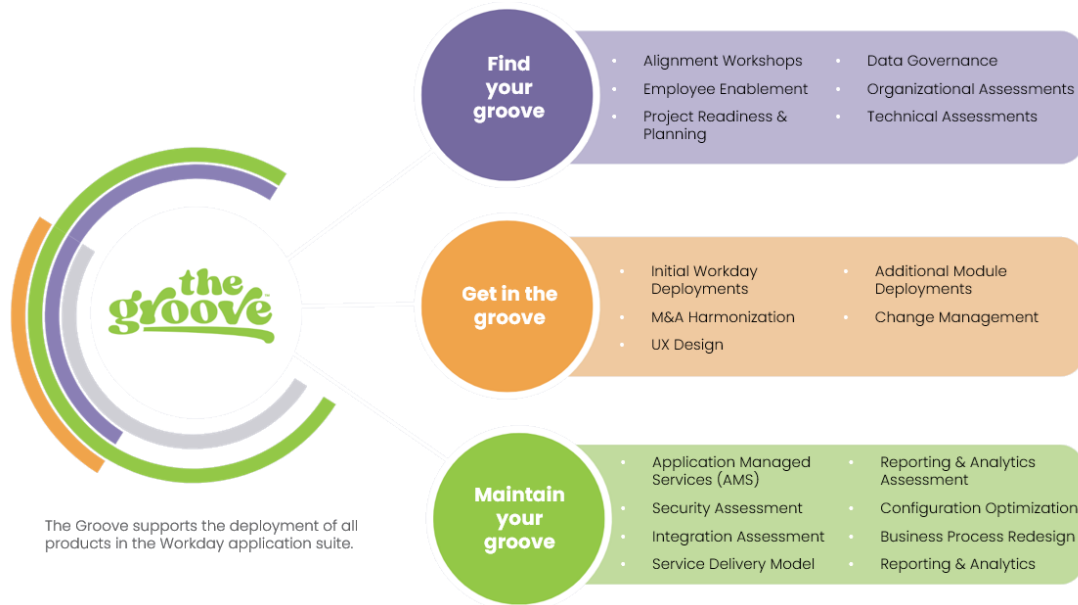 the
groove™
The Groove supports the deployment of all
products in the Workday application suite.
Find
your
groove
Alignment Workshops
Employee Enablement
Project Readiness &
Planning
Data Governance
Organizational Assessments
Technical Assessments
Get in the
groove
Initial Workday
Deployments
M&A Harmonization
UX Design
Additional Module
Deployments
Change Management
Maintain
your
groove
Application Managed
Services (AMS)
Security Assessment
Integration Assessment
Service Delivery Model
Reporting & Analytics
Assessment
Configuration Optimization
Business Process Redesign
Reporting & Analytics